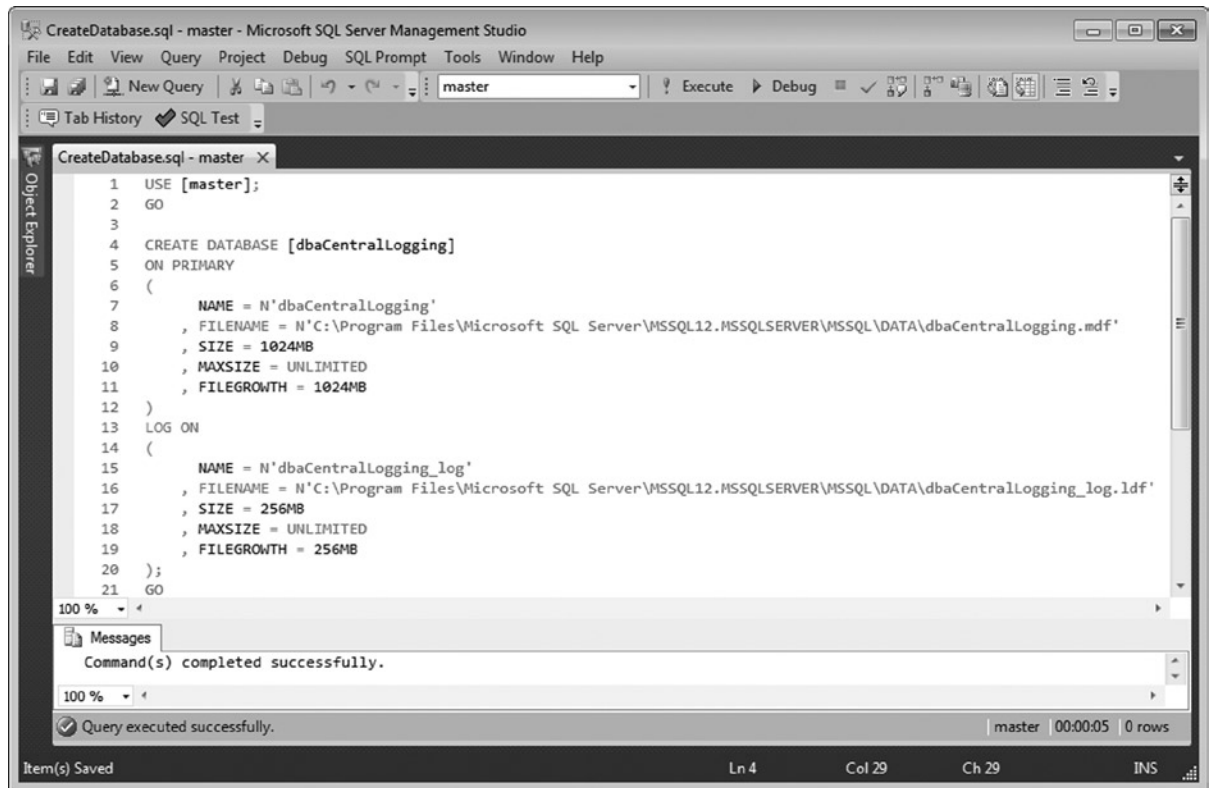 CreateDatabase.sql - master - Microsoft SQL Server Management Studio
File Edit View Query Project Debug SQL Prompt Tools Window Help
New Query master Execute Debug
Tab History SQL Test
Object Explorer
CreateDatabase.sql - master X
1 USE [master];
2 GO
3
4 CREATE DATABASE [dbaCentralLogging]
5 ON PRIMARY
6 (
7 NAME = N'dbaCentralLogging'
8 , FILENAME = N'C:\Program Files\Microsoft SQL Server\MSSQL12.MSSQLSERVER\MSSQL\DATA\dbaCentralLogging.mdf'
9 , SIZE = 1024MB
10 , MAXSIZE = UNLIMITED
11 , FILEGROWTH = 1024MB
12 )
13 LOG ON
14 (
15 NAME = N'dbaCentralLogging_log'
16 , FILENAME = N'C:\Program Files\Microsoft SQL Server\MSSQL12.MSSQLSERVER\MSSQL\DATA\dbaCentralLogging_log.ldf'
17 , SIZE = 256MB
18 , MAXSIZE = UNLIMITED
19 , FILEGROWTH = 256MB
20 );
21 GO
100 %
Messages
Command(s) completed successfully.
100 %
Query executed successfully. master 00:00:05 0 rows
Item(s) Saved Ln 4 Col 29 Ch 29 INS